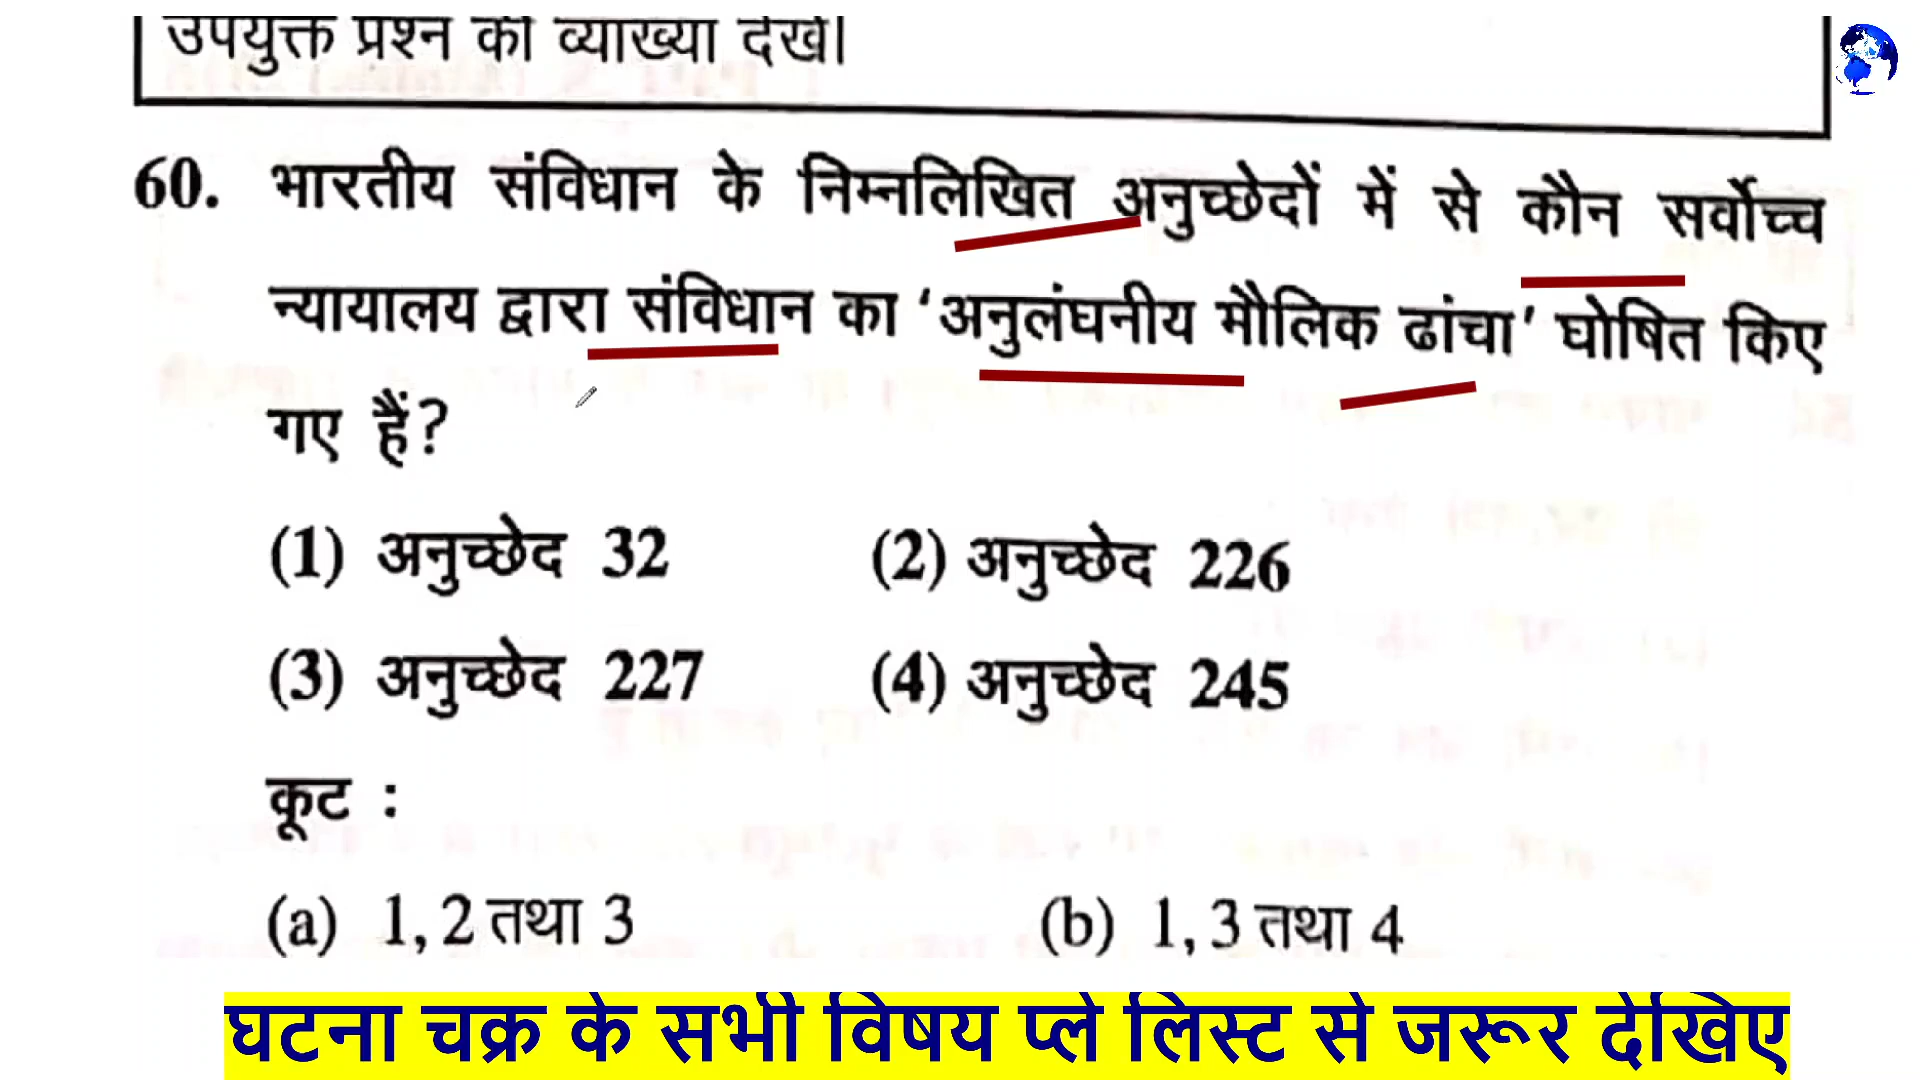 उपर्युक्त प्रश्न की व्याख्या देखें।
60. भारतीय संविधान के निम्नलिखित अनुच्छेदों में से कौन सर्वोच्च
न्यायालय द्वारा संविधान का ‘अनुलंघनीय मौलिक ढांचा’ घोषित किए
गए हैं?
(1) अनुच्छेद 32 (2) अनुच्छेद 226
(3) अनुच्छेद 227 (4) अनुच्छेद 245
कूट :
(a) 1, 2 तथा 3 (b) 1, 3 तथा 4
घटना चक्र के सभी विषय प्ले लिस्ट से जरूर देखिए